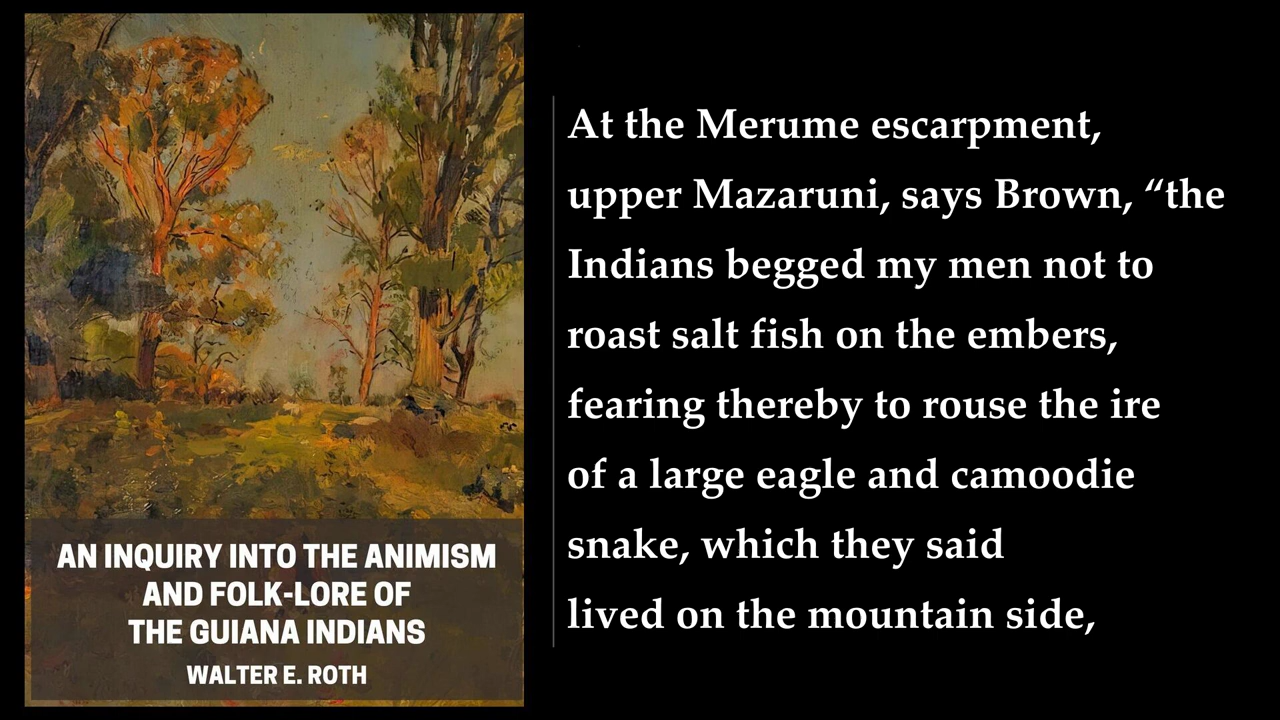 AN INQUIRY INTO THE ANIMISM
AND FOLK-LORE OF
THE GUIANA INDIANS
WALTER E. ROTH
At the Merume escarpment,
upper Mazaruni, says Brown, “the
Indians begged my men not to
roast salt fish on the embers,
fearing thereby to rouse the ire
of a large eagle and camoodie
snake, which they said
lived on the mountain side,